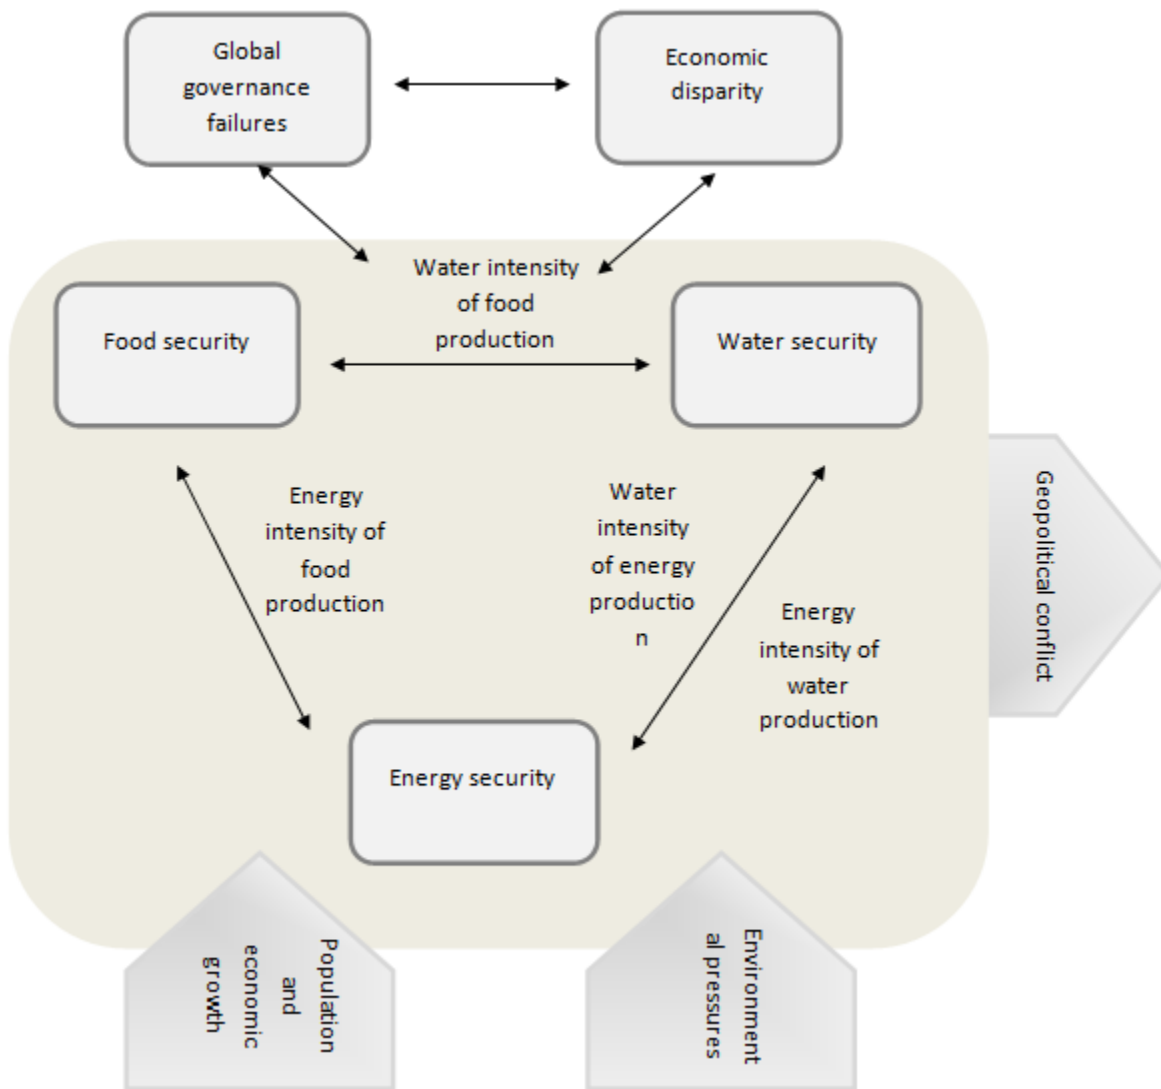 Global
governance
failures
Economic
disparity
Water intensity
of food
production
Food security
Water security
Energy
intensity of
food
production
Water
intensity
of energy
productio
n
Energy
intensity of
water
production
Geopolitical conflict
Energy security
Population
and
economic
growth
Environment
al pressures